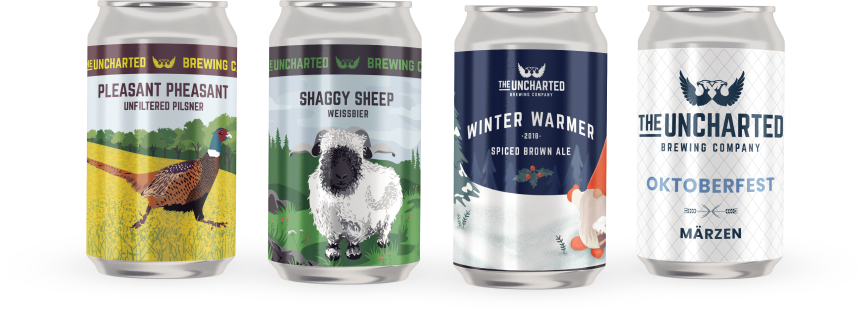 THE UNCHARTED BREWING C
PLEASANT PHEASANT
UNFILTERED PILSNER
THE UNCHARTED BREWING C
SHAGGY SHEEP
WEISSBIER
THE UNCHARTED
BREWING COMPANY
WINTER WARMER
·2018·
SPICED BROWN ALE
THE UNCHARTED
BREWING COMPANY
OKTOBERFEST
MÄRZEN